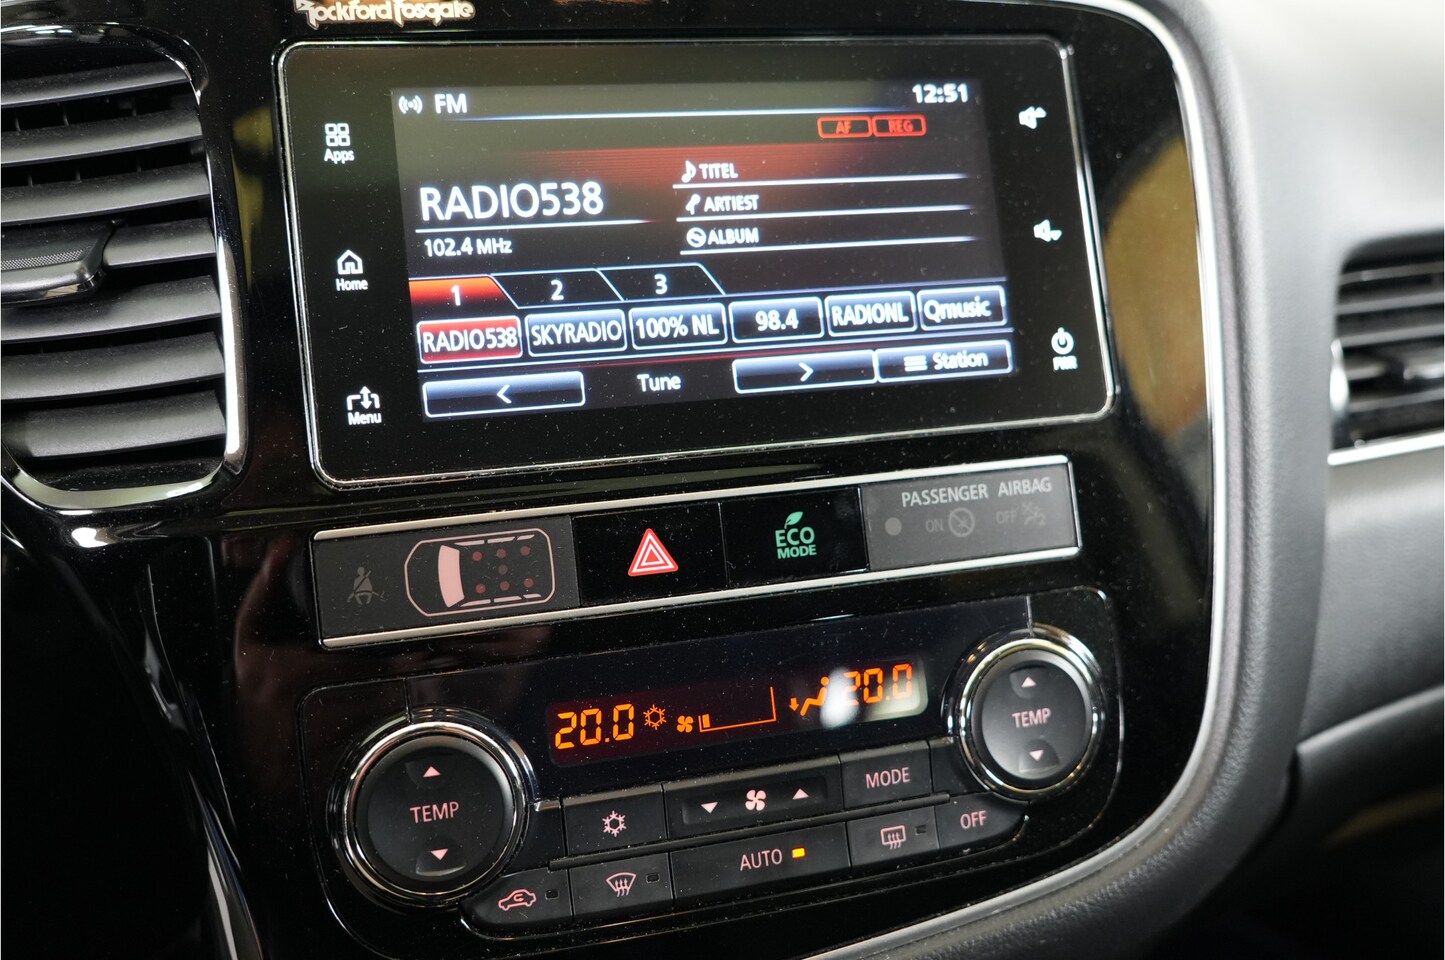 Rockford Fosgate
FM
12:51
AF REG
Apps
TITEL
RADIO538
ARTIEST
102.4 MHz
ALBUM
Home
1 2 3
RADIO538 SKYRADIO 100% NL 98.4 RADIONL Qmusic
< Tune > Station
PWR
Menu
PASSENGER AIRBAG
ON OFF
ECO
MODE
20.0 20.0
TEMP
TEMP
MODE
AUTO
OFF